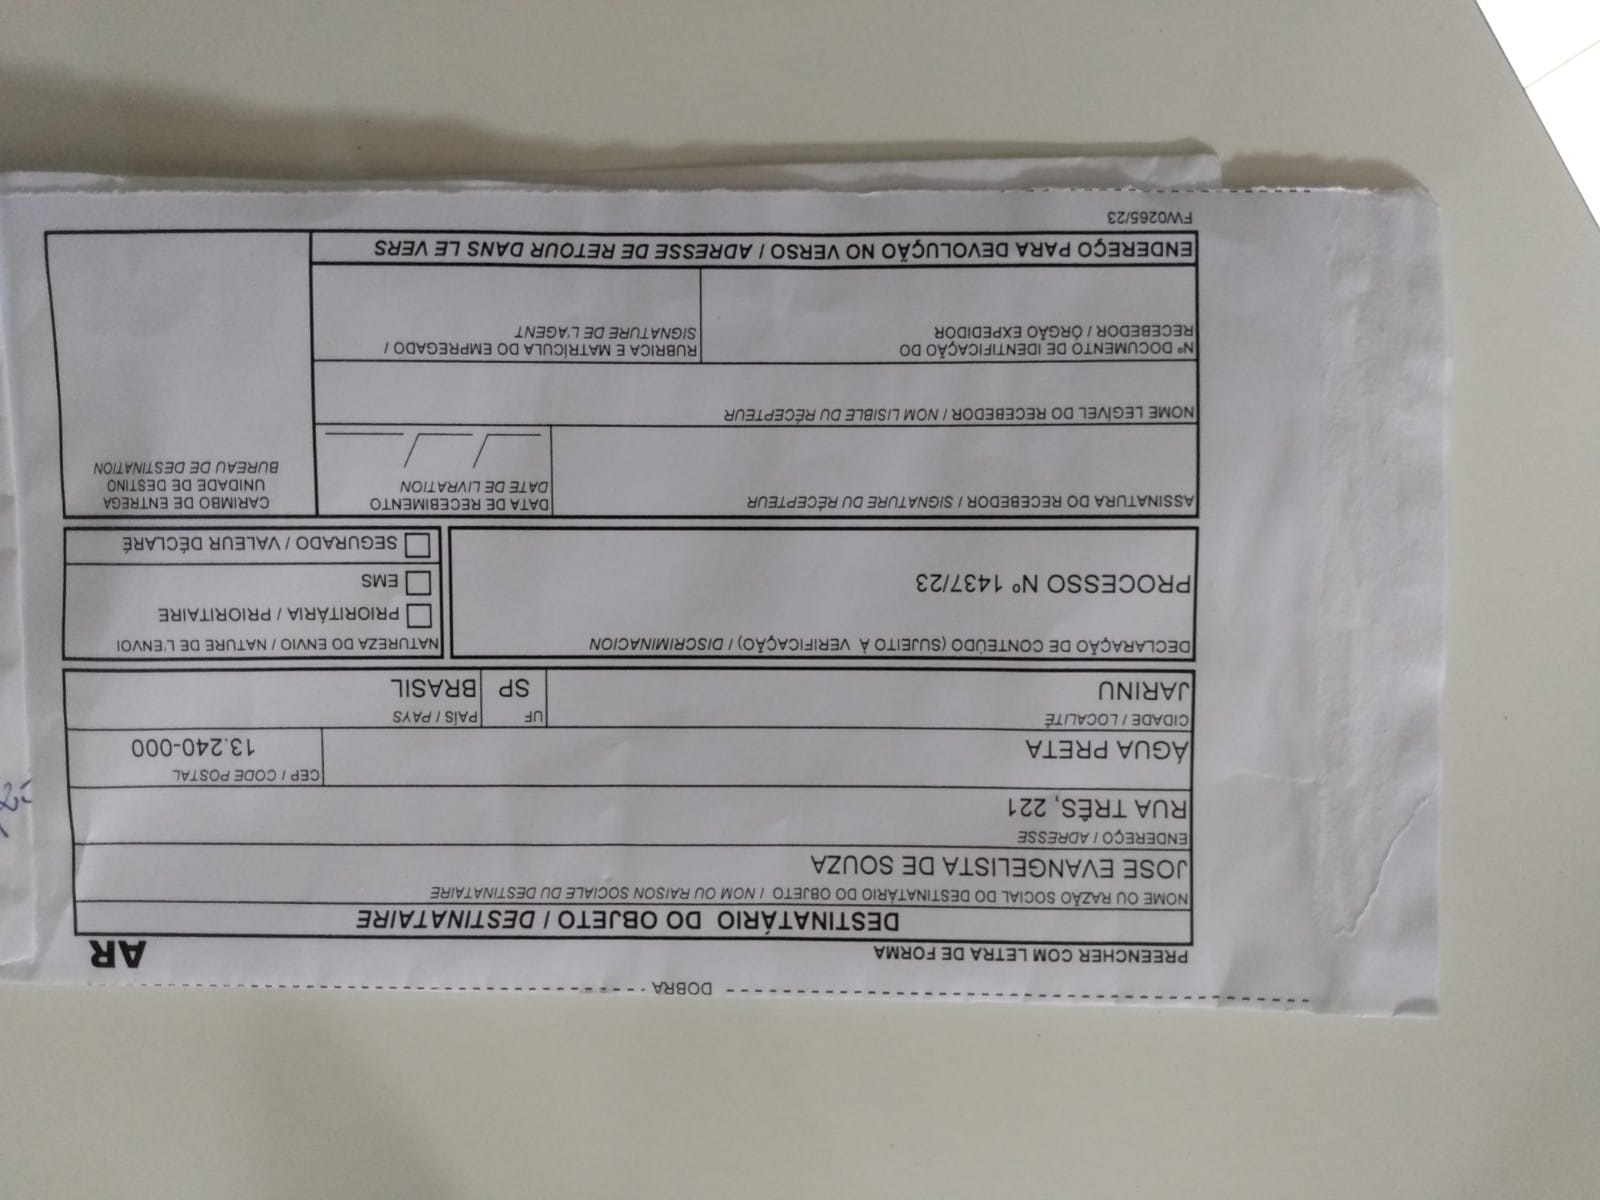 DOBRA
PREENCHER COM LETRA DE FORMA
AR
DESTINATÁRIO DO OBJETO / DESTINATAIRE
NOME OU RAZÃO SOCIAL DO DESTINATÁRIO DO OBJETO / NOM OU RAISON SOCIALE DU DESTINATAIRE
JOSE EVANGELISTA DE SOUZA
ENDEREÇO / ADRESSE
RUA TRÊS, 221
ÁGUA PRETA
CEP / CODE POSTAL
13.240-000
CIDADE / LOCALITÉ
JARINU
UF
SP
PAÍS / PAYS
BRASIL
DECLARAÇÃO DE CONTEÚDO (SUJEITO À VERIFICAÇÃO) / DISCRIMINACION
PROCESSO Nº 1437/23
NATUREZA DO ENVIO / NATURE DE L'ENVOI
PRIORITÁRIA / PRIORITAIRE
EMS
SEGURADO / VALEUR DÉCLARÉ
ASSINATURA DO RECEBEDOR / SIGNATURE DU RÉCEPTEUR
DATA DE RECEBIMENTO
DATE DE LIVRATION
CARIMBO DE ENTREGA
UNIDADE DE DESTINO
BUREAU DE DESTINATION
NOME LEGÍVEL DO RECEBEDOR / NOM LISIBLE DU RÉCEPTEUR
Nº DOCUMENTO DE IDENTIFICAÇÃO DO
RECEBEDOR / ÓRGÃO EXPEDIDOR
RUBRICA E MATRÍCULA DO EMPREGADO /
SIGNATURE DE L'AGENT
ENDEREÇO PARA DEVOLUÇÃO NO VERSO / ADRESSE DE RETOUR DANS LE VERS
FW0265/23